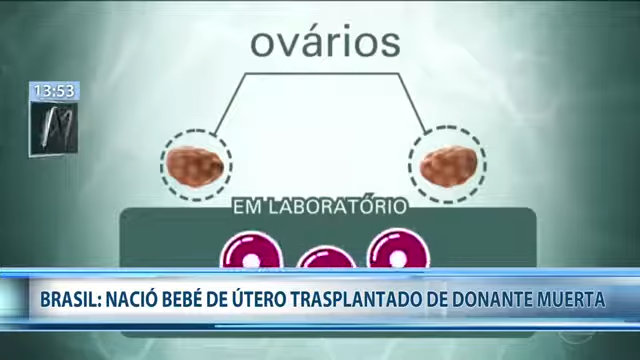 ovários
13:53
M
EM LABORATÓRIO
BRASIL: NACIÓ BEBÉ DE ÚTERO TRASPLANTADO DE DONANTE MUERTA